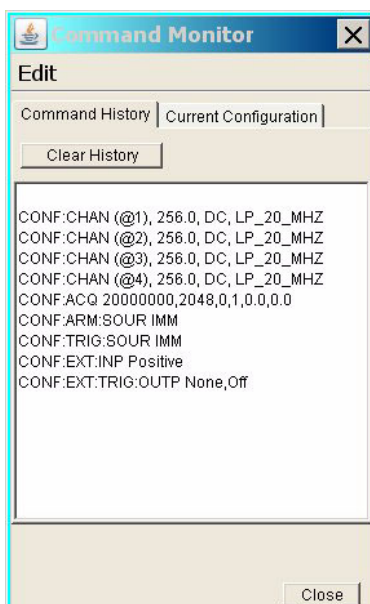 Command Monitor
Edit
Command History
Current Configuration
Clear History
CONF:CHAN (@1), 256.0, DC, LP_20_MHZ
CONF:CHAN (@2), 256.0, DC, LP_20_MHZ
CONF:CHAN (@3), 256.0, DC, LP_20_MHZ
CONF:CHAN (@4), 256.0, DC, LP_20_MHZ
CONF:ACQ 20000000,2048,0,1,0.0,0.0
CONF:ARM:SOUR IMM
CONF:TRIG:SOUR IMM
CONF:EXT:INP Positive
CONF:EXT:TRIG:OUTP None,Off
Close